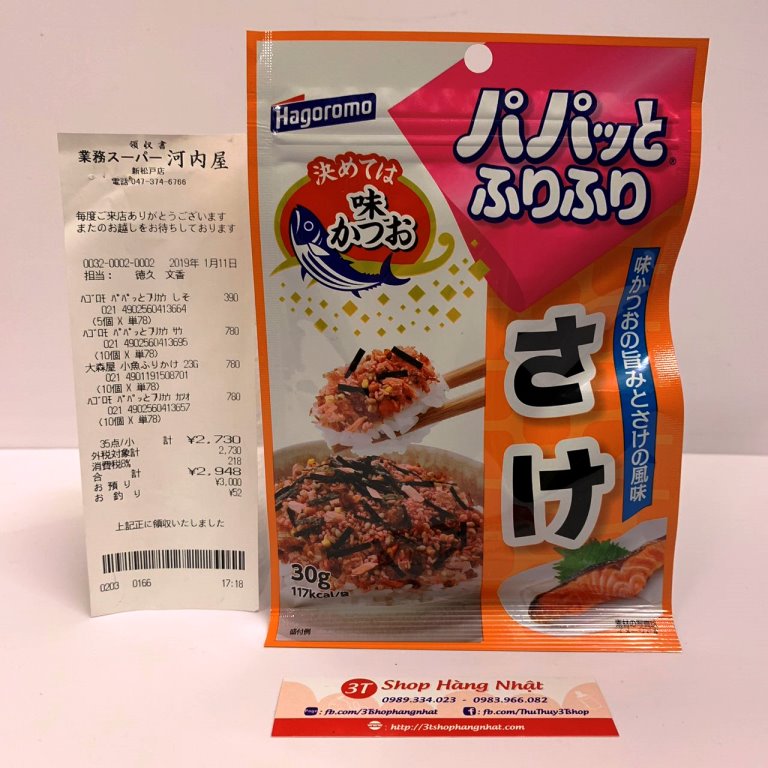 領収書
業務スーパー 河内屋
新松戸店
電話 047-374-6766
毎度ご来店ありがとうございます
またのお越しをお待ちしております
0032-0002-0002 2019年 1月11日
担当: 徳久 文香
ﾊｺﾞﾛﾓ ﾊﾟﾊﾟｯとﾌﾘｶｹ しそ 390
021 4902560413664
(5個 X 単78)
ﾊｺﾞﾛﾓ ﾊﾟﾊﾟｯとﾌﾘｶｹ ｻｹ 780
021 4902560413695
(10個 X 単78)
大森屋 小魚ふりかけ 23G 780
021 4901191508701
(10個 X 単78)
ﾊｺﾞﾛﾓ ﾊﾟﾊﾟｯとﾌﾘｶｹ ｶﾂｵ 780
021 4902560413657
(10個 X 単78)
35点/小 計 ¥2,730
外税対象計 2,730
消費税8% 218
合 計 ¥2,948
お預り ¥3,000
お釣り ¥52
上記正に領収いたしました
0203 0166 17:18
Hagoromo
パパッと®
ふりふり
決めては
味
かつお
味かつおの旨みとさけの風味
さけ
30g
117kcal/袋
盛付例
3T Shop Hàng Nhật
0989.334.023 - 0983.966.082
Page : fb.com/3Tshophangnhat f : fb.com/ThuThuy3Tshop
: http://3tshophangnhat.com